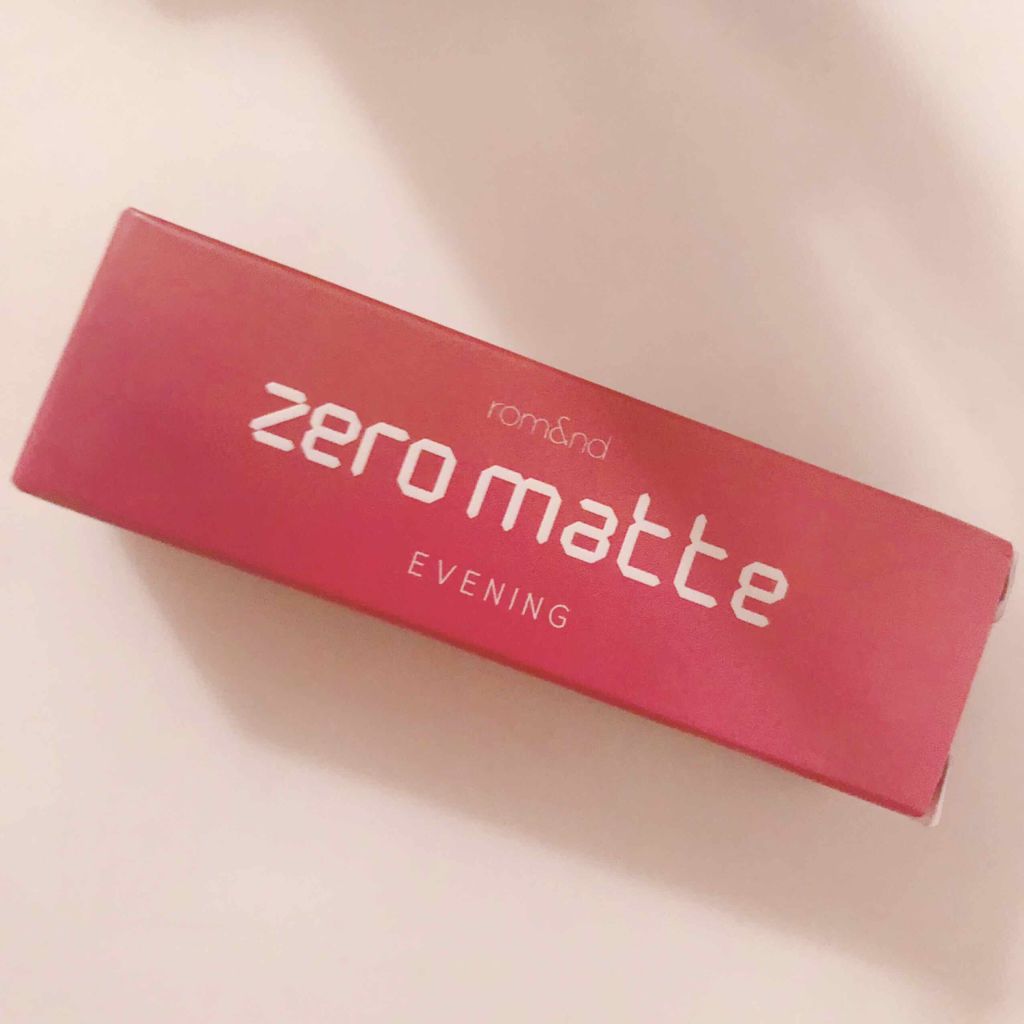 rom&nd
zero matte
EVENING